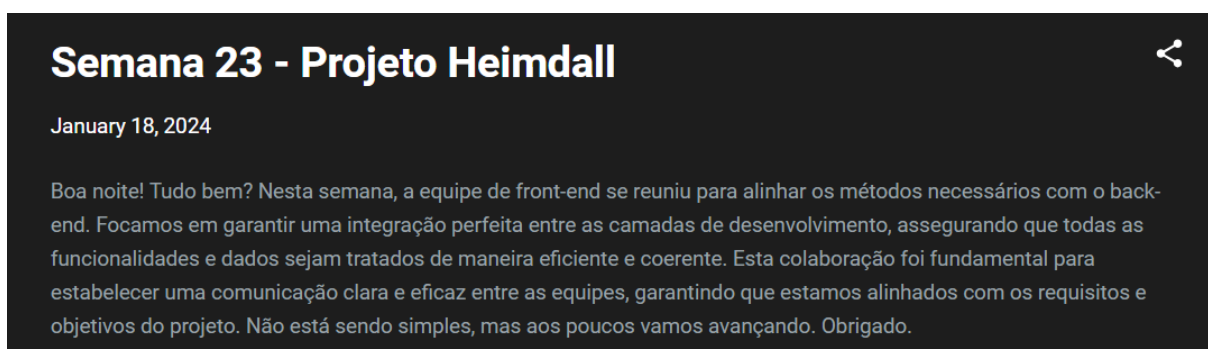 Semana 23 - Projeto Heimdall
January 18, 2024
Boa noite! Tudo bem? Nesta semana, a equipe de front-end se reuniu para alinhar os métodos necessários com o back-
end. Focamos em garantir uma integração perfeita entre as camadas de desenvolvimento, assegurando que todas as
funcionalidades e dados sejam tratados de maneira eficiente e coerente. Esta colaboração foi fundamental para
estabelecer uma comunicação clara e eficaz entre as equipes, garantindo que estamos alinhados com os requisitos e
objetivos do projeto. Não está sendo simples, mas aos poucos vamos avançando. Obrigado.